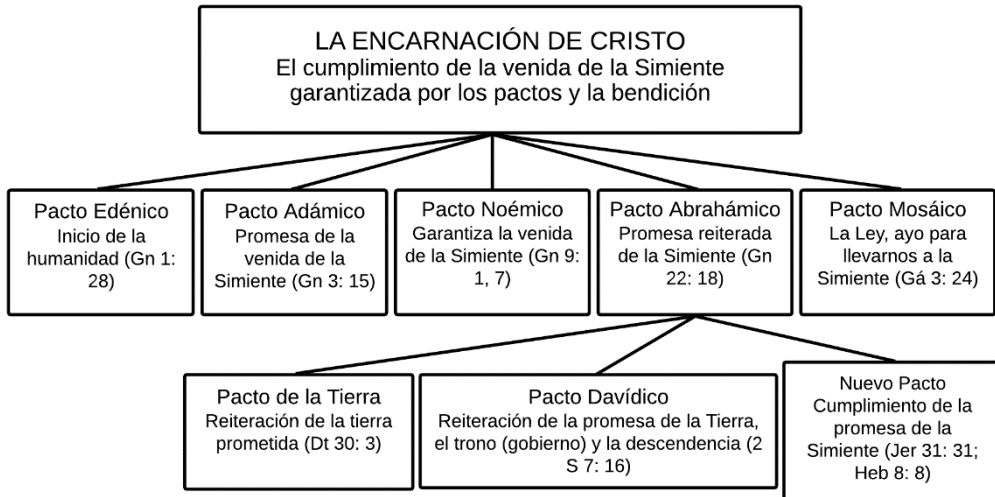 LA ENCARNACIÓN DE CRISTO
El cumplimiento de la venida de la Simiente
garantizada por los pactos y la bendición
Pacto Edénico
Inicio de la
humanidad (Gn 1:
28)
Pacto Adámico
Promesa de la
venida de la
Simiente (Gn 3: 15)
Pacto Noémico
Garantiza la venida
de la Simiente (Gn 9:
1, 7)
Pacto Abrahámico
Promesa reiterada
de la Simiente (Gn
22: 18)
Pacto Mosáico
La Ley, ayo para
llevarnos a la
Simiente (Gá 3: 24)
Pacto de la Tierra
Reiteración de la tierra
prometida (Dt 30: 3)
Pacto Davídico
Reiteración de la promesa de la Tierra,
el trono (gobierno) y la descendencia (2
S 7: 16)
Nuevo Pacto
Cumplimiento de la
promesa de la
Simiente (Jer 31: 31;
Heb 8: 8)